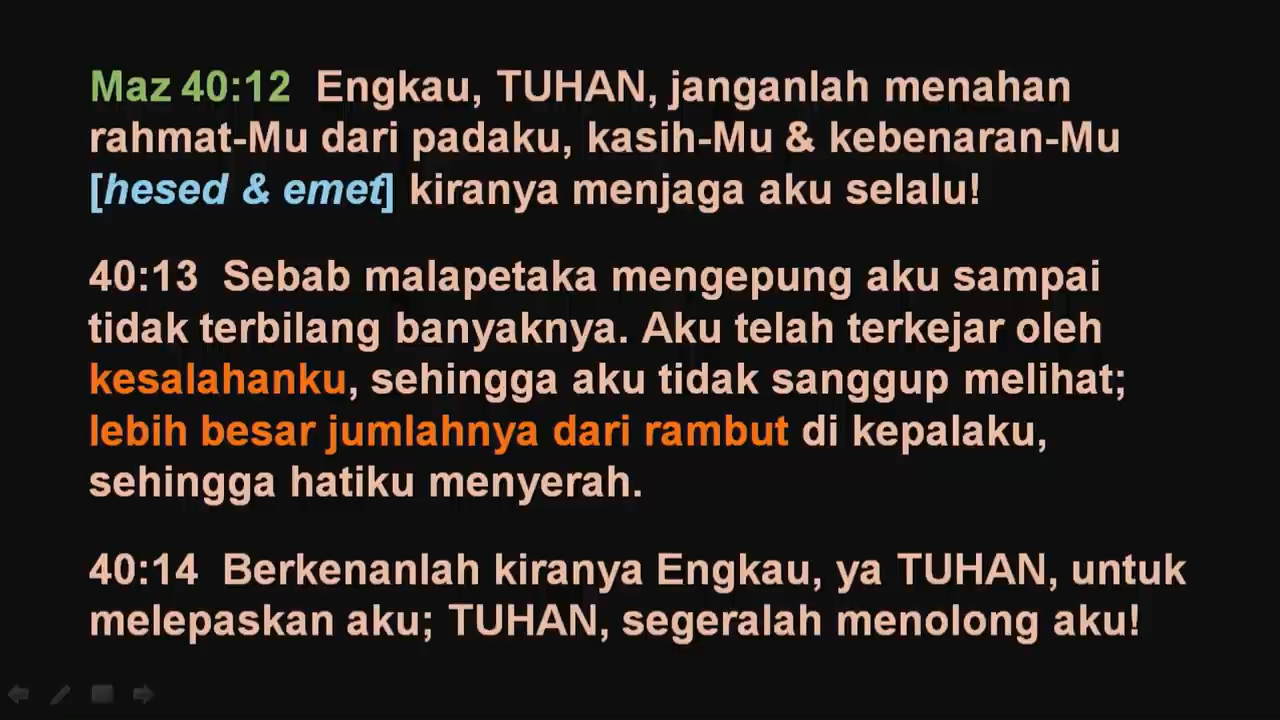 Maz 40:12 Engkau, TUHAN, janganlah menahan
rahmat-Mu dari padaku, kasih-Mu & kebenaran-Mu
[hesed & emet] kiranya menjaga aku selalu!
40:13 Sebab malapetaka mengepung aku sampai
tidak terbilang banyaknya. Aku telah terkejar oleh
kesalahanku, sehingga aku tidak sanggup melihat;
lebih besar jumlahnya dari rambut di kepalaku,
sehingga hatiku menyerah.
40:14 Berkenanlah kiranya Engkau, ya TUHAN, untuk
melepaskan aku; TUHAN, segeralah menolong aku!